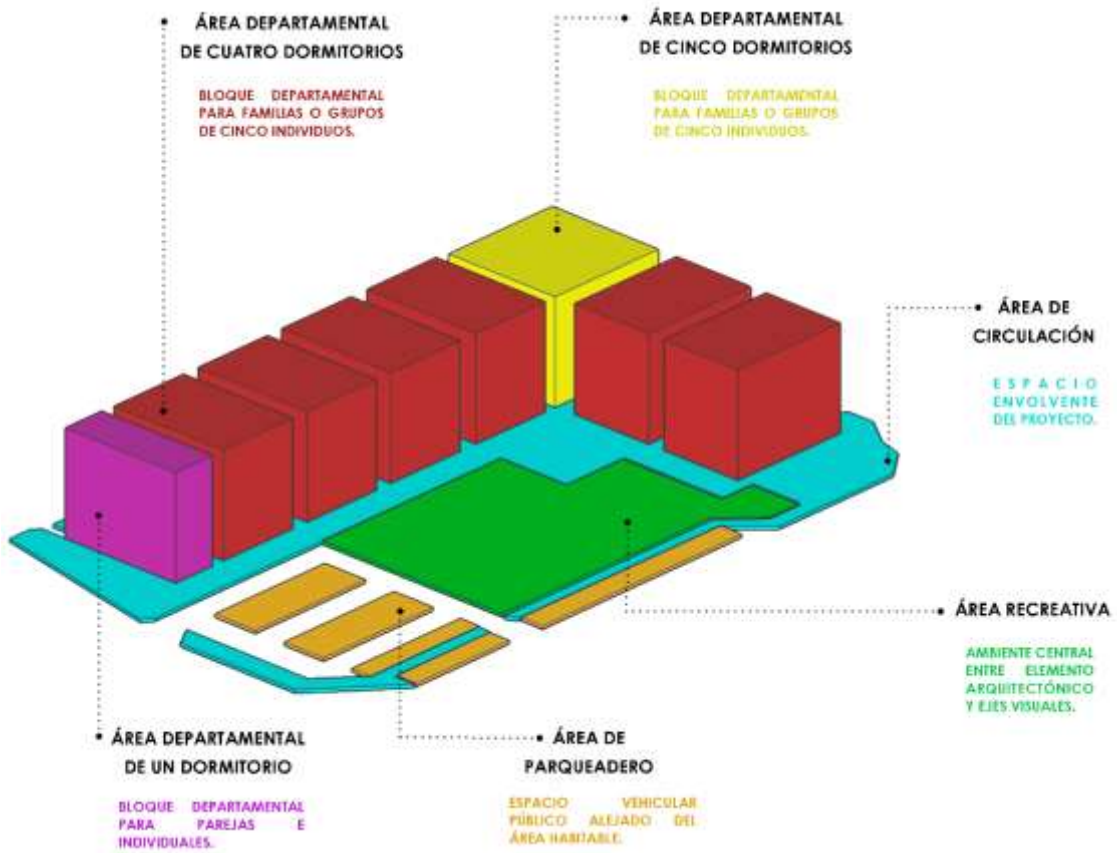 ÁREA DEPARTAMENTAL
DE CUATRO DORMITORIOS
BLOQUE DEPARTAMENTAL
PARA FAMILIAS O GRUPOS
DE CINCO INDIVIDUOS.
ÁREA DEPARTAMENTAL
DE CINCO DORMITORIOS
BLOQUE DEPARTAMENTAL
PARA FAMILIAS O GRUPOS
DE CINCO INDIVIDUOS.
ÁREA DE
CIRCULACIÓN
ESPACIO
ENVOLVENTE
DEL PROYECTO.
ÁREA RECREATIVA
AMBIENTE CENTRAL
ENTRE ELEMENTO
ARQUITECTÓNICO
Y EJES VISUALES.
ÁREA DEPARTAMENTAL
DE UN DORMITORIO
BLOQUE DEPARTAMENTAL
PARA PAREJAS E
INDIVIDUALES.
ÁREA DE
PARQUEADERO
ESPACIO VEHICULAR
PÚBLICO ALEJADO DEL
ÁREA HABITABLE.